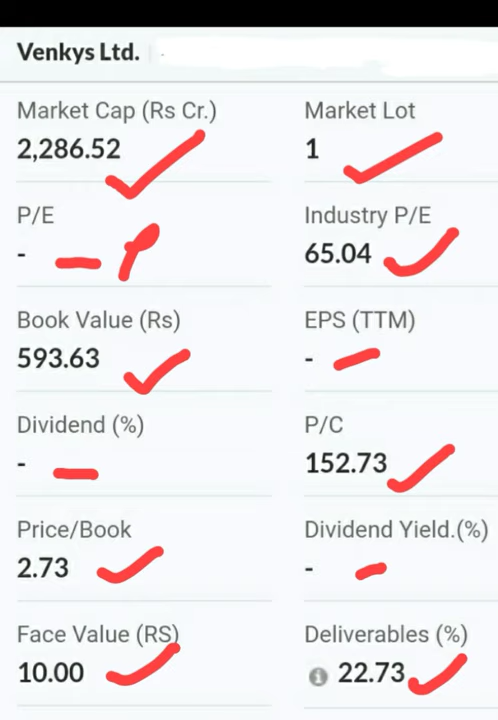 Venkys Ltd.
Market Cap (Rs Cr.)
2,286.52
Market Lot
1
P/E
-
Industry P/E
65.04
Book Value (Rs)
593.63
EPS (TTM)
-
Dividend (%)
-
P/C
152.73
Price/Book
2.73
Dividend Yield.(%)
-
Face Value (RS)
10.00
Deliverables (%)
22.73